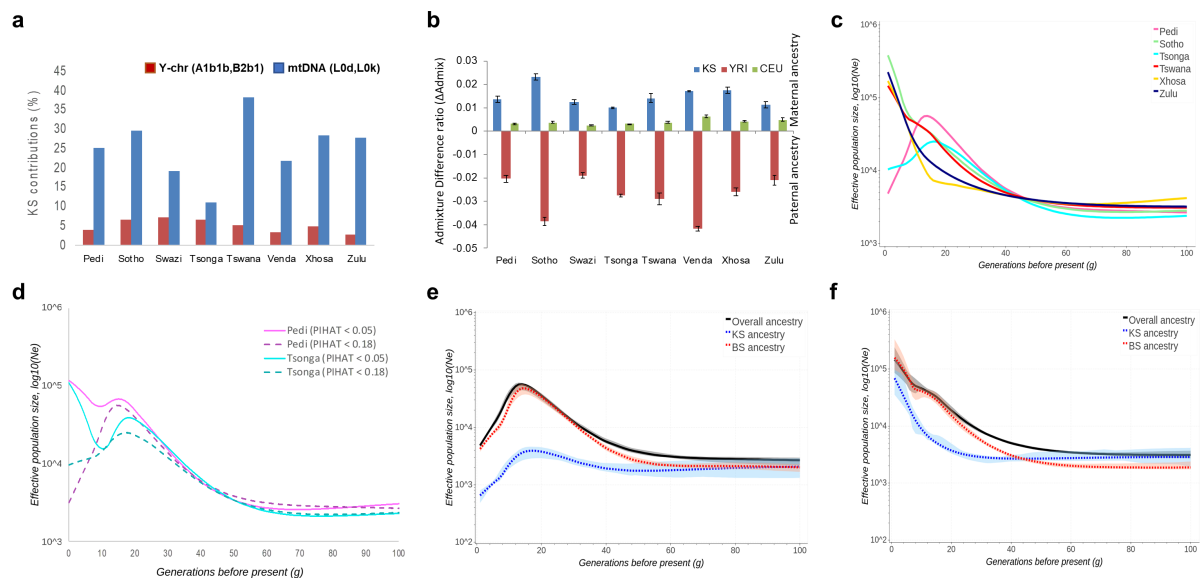 a
Y-chr (A1b1b,B2b1)
mtDNA (L0d,L0k)
KS contributions (%)
45
40
35
30
25
20
15
10
5
0
Pedi Sotho Swazi Tsonga Tswana Venda Xhosa Zulu
b
KS YRI CEU
Admixture Difference ratio (ΔAdmix)
0.03
0.02
0.01
0
-0.01
-0.02
-0.03
-0.04
-0.05
Maternal ancestry
Paternal ancestry
Pedi Sotho Swazi Tsonga Tswana Venda Xhosa Zulu
c
Pedi
Sotho
Tsonga
Tswana
Xhosa
Zulu
Effective population size, log10(Ne)
10^6
10^5
10^4
10^3
0 20 40 60 80 100
Generations before present (g)
d
Pedi (PIHAT < 0.05)
Pedi (PIHAT < 0.18)
Tsonga (PIHAT < 0.05)
Tsonga (PIHAT < 0.18)
Effective population size, log10(Ne)
10^6
10^5
10^4
10^3
0 10 20 30 40 50 60 70 80 90 100
Generations before present (g)
e
Overall ancestry
KS ancestry
BS ancestry
Effective population size, log10(Ne)
10^6
10^5
10^4
10^3
10^2
0 20 40 60 80 100
Generations before present (g)
f
Overall ancestry
KS ancestry
BS ancestry
Effective population size, log10(Ne)
10^6
10^5
10^4
10^3
10^2
0 20 40 60 80 100
Generations before present (g)